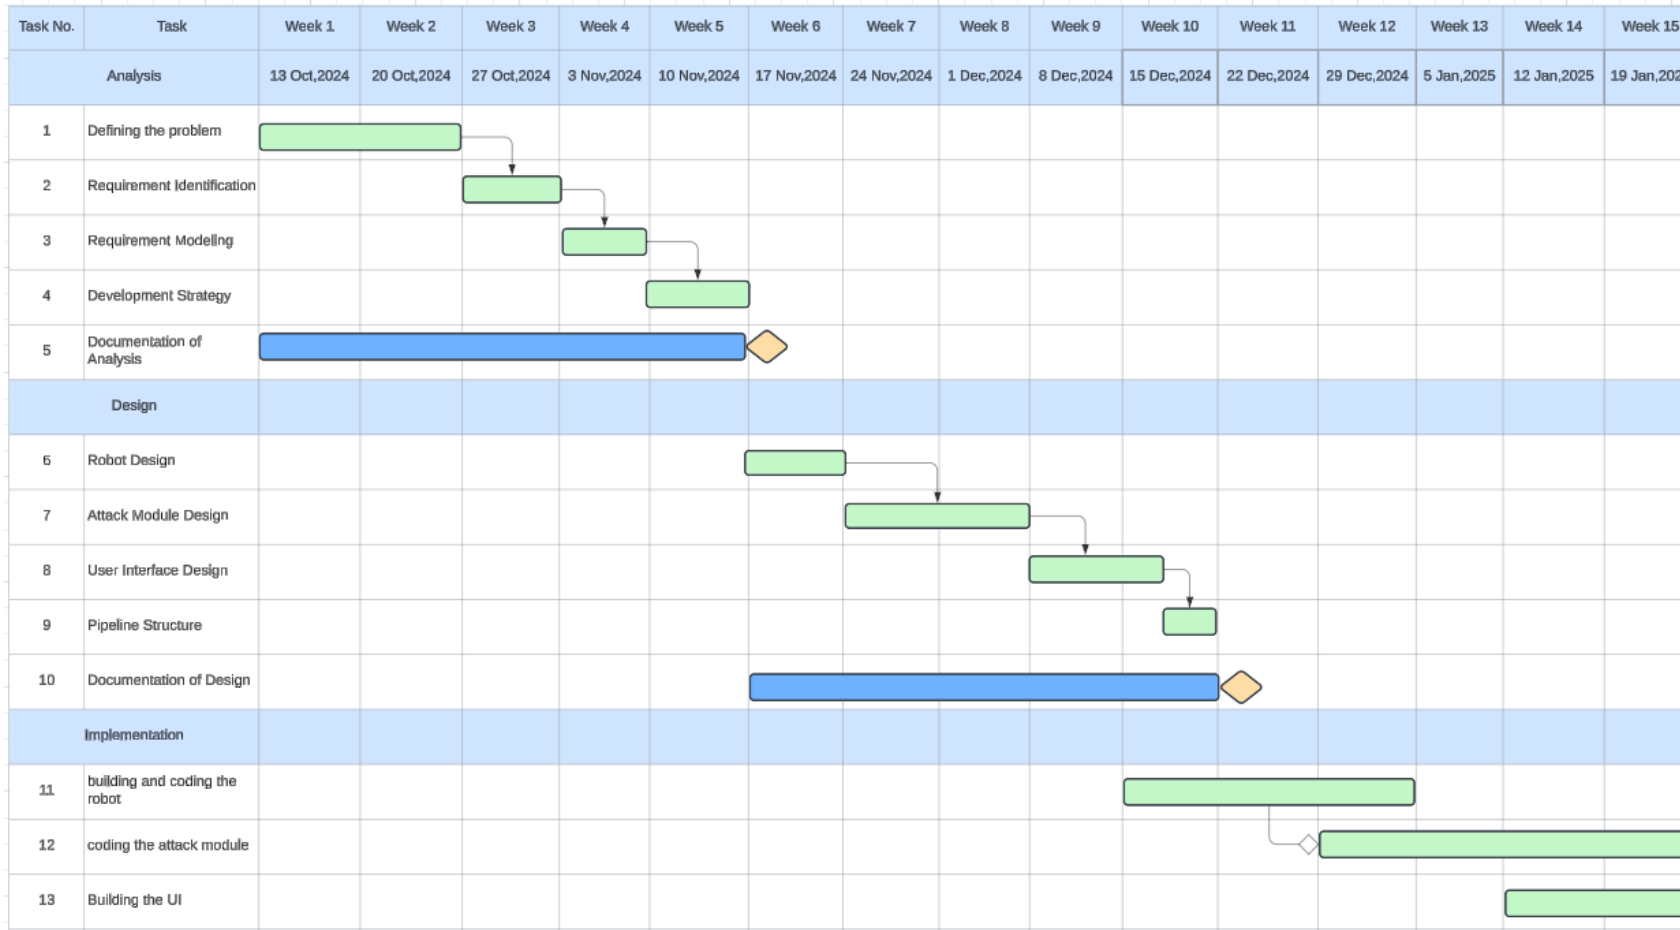 Task No. Task Week 1 Week 2 Week 3 Week 4 Week 5 Week 6 Week 7 Week 8 Week 9 Week 10 Week 11 Week 12 Week 13 Week 14 Week 15
Analysis 13 Oct,2024 20 Oct,2024 27 Oct,2024 3 Nov,2024 10 Nov,2024 17 Nov,2024 24 Nov,2024 1 Dec,2024 8 Dec,2024 15 Dec,2024 22 Dec,2024 29 Dec,2024 5 Jan,2025 12 Jan,2025 19 Jan,202
1 Defining the problem
2 Requirement Identification
3 Requirement Modeling
4 Development Strategy
5 Documentation of
Analysis
Design
6 Robot Design
7 Attack Module Design
8 User Interface Design
9 Pipeline Structure
10 Documentation of Design
Implementation
11 building and coding the
robot
12 coding the attack module
13 Building the UI